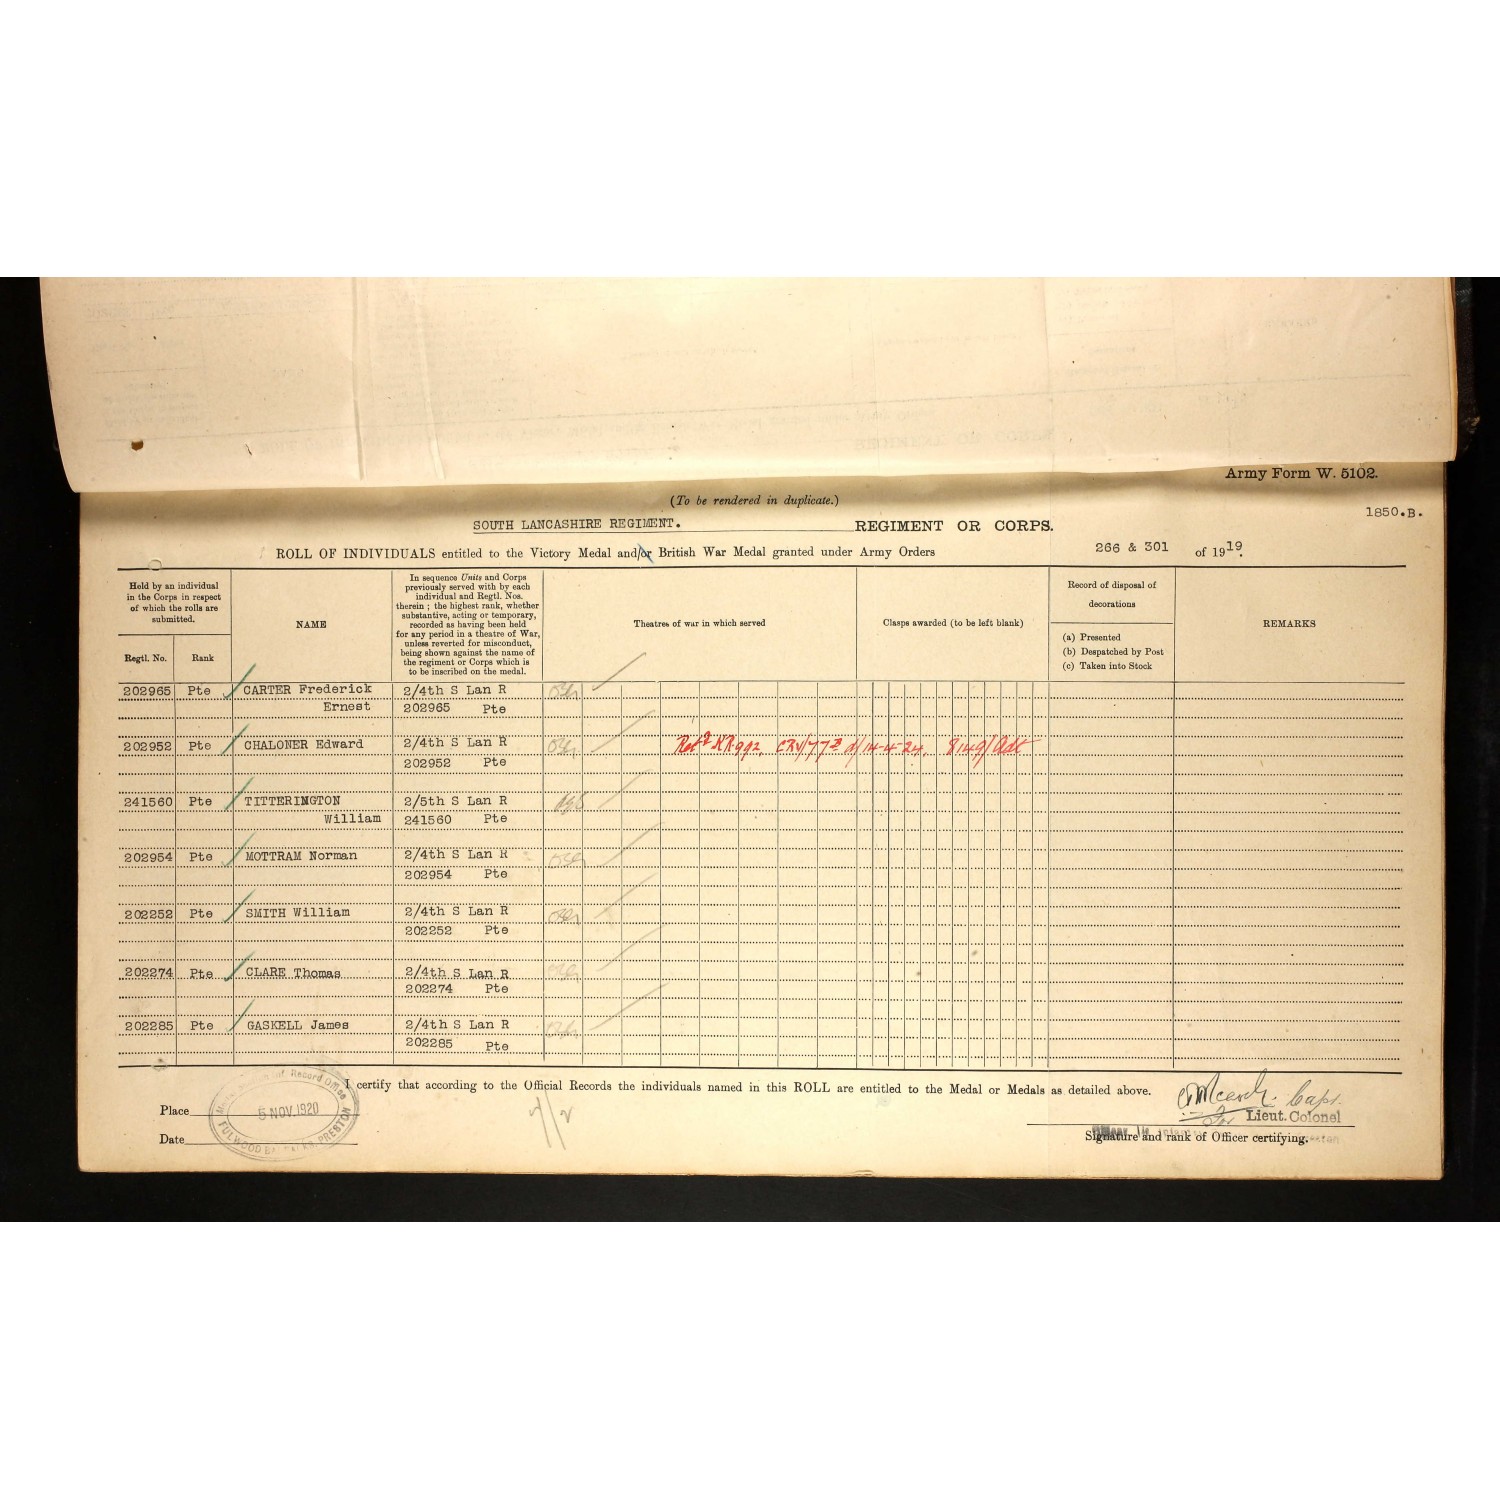 Army Form W. 5102.
(To be rendered in duplicate.)
1850.B.
SOUTH LANCASHIRE REGIMENT. REGIMENT OR CORPS.
ROLL OF INDIVIDUALS entitled to the Victory Medal and/or British War Medal granted under Army Orders 266 & 301 of 1919.
Held by an individual
in the Corps in respect
of which the rolls are
submitted.
Regtl. No. Rank
NAME
In sequence Units and Corps
previously served with by each
individual and Regtl. Nos.
therein ; the highest rank, whether
substantive, acting or temporary,
recorded as having been held
for any period in a theatre of War,
unless reverted for misconduct,
being shown against the name of
the regiment or Corps which is
to be inscribed on the medal.
Theatres of war in which served
Clasps awarded (to be left blank)
Record of disposal of
decorations
(a) Presented
(b) Despatched by Post
(c) Taken into Stock
REMARKS
202965 Pte CARTER Frederick 2/4th S Lan R
Ernest 202965 Pte
202952 Pte CHALONER Edward 2/4th S Lan R
202952 Pte
241560 Pte TITTERINGTON 2/5th S Lan R
William 241560 Pte
202954 Pte MOTTRAM Norman 2/4th S Lan R
202954 Pte
202252 Pte SMITH William 2/4th S Lan R
202252 Pte
202274 Pte CLARE Thomas 2/4th S Lan R
202274 Pte
202285 Pte GASKELL James 2/4th S Lan R
202285 Pte
I certify that according to the Official Records the individuals named in this ROLL are entitled to the Medal or Medals as detailed above.
Place
5 NOV. 1920
Record Office
FULWOOD PRESTON
Date
Capt.
for Lieut. Colonel
Signature and rank of Officer certifying.